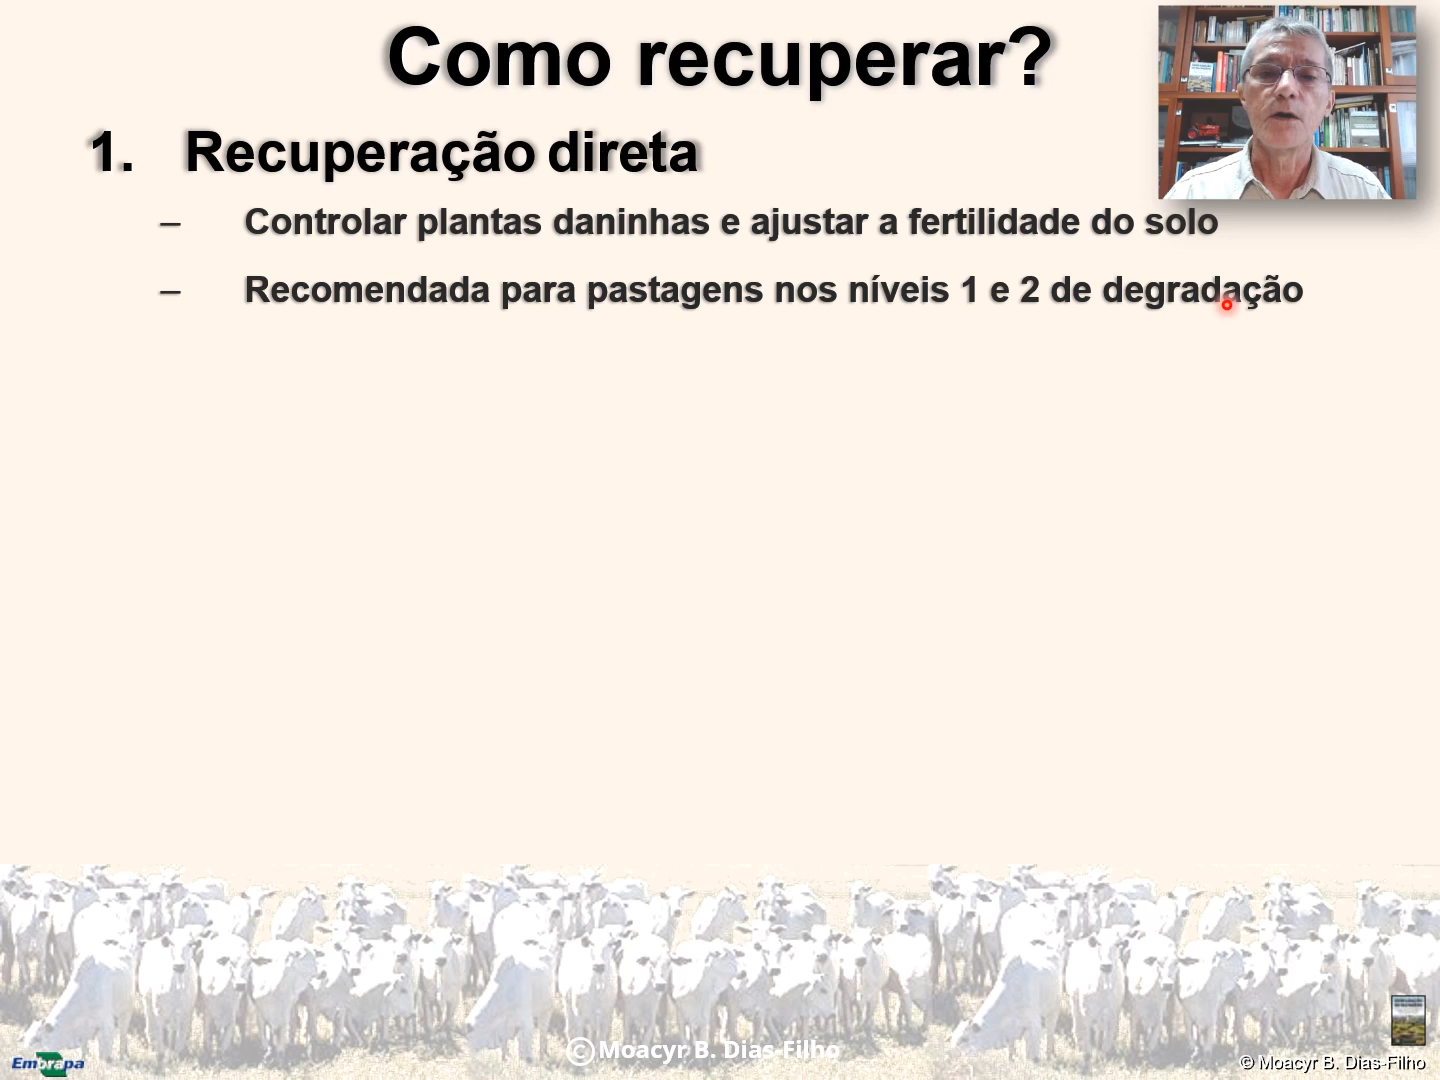 Como recuperar?
1. Recuperação direta
– Controlar plantas daninhas e ajustar a fertilidade do solo
– Recomendada para pastagens nos níveis 1 e 2 de degradação
©Moacyr B. Dias-Filho
Embrapa
© Moacyr B. Dias-Filho